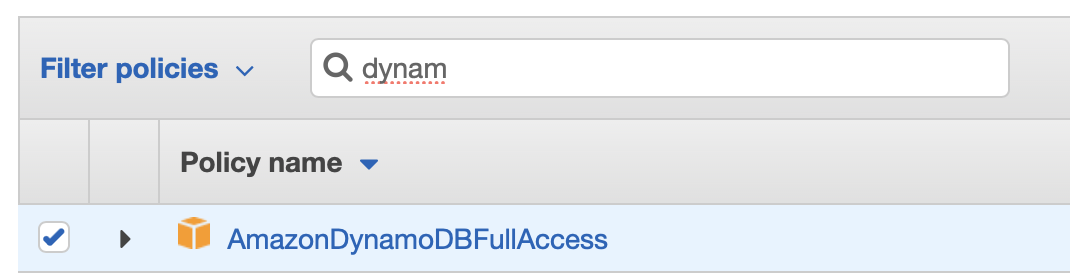 Filter policies dynam
Policy name
AmazonDynamoDBFullAccess